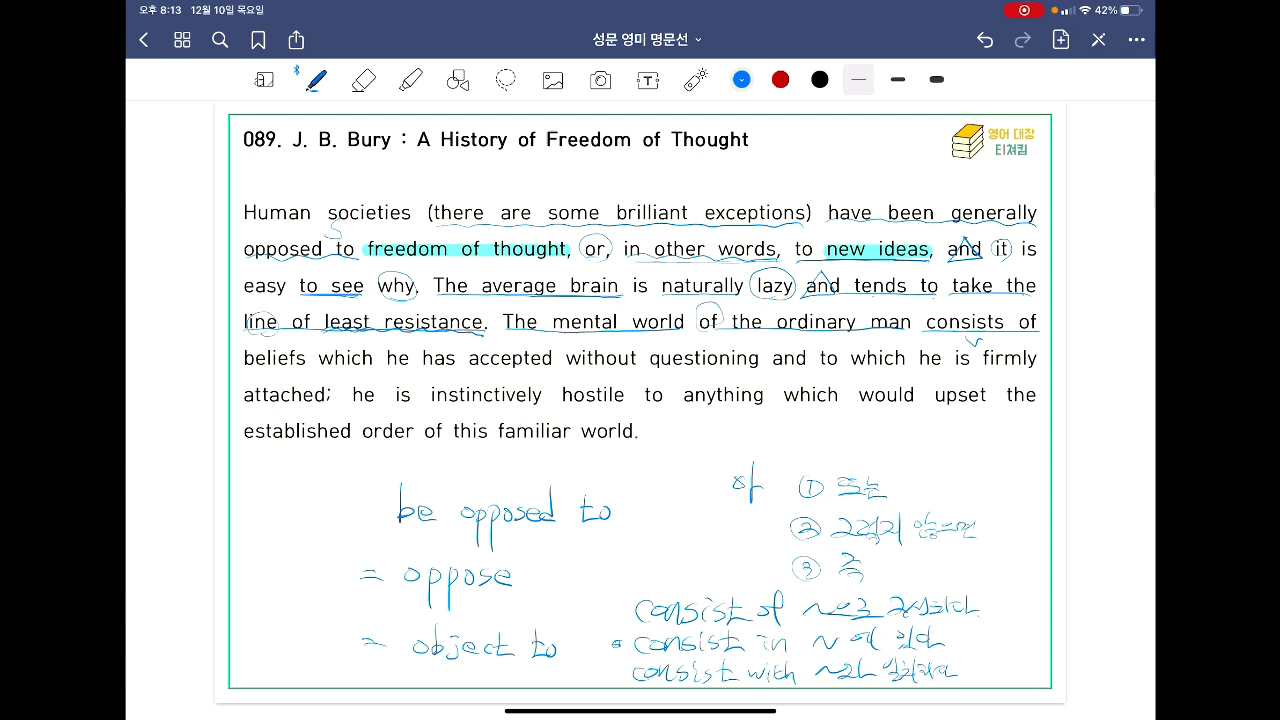 오후 8:13 12월 10일 목요일
42%
성문 영미 명문선
089. J. B. Bury : A History of Freedom of Thought
영어 대장
티쳐킴
Human societies (there are some brilliant exceptions) have been generally
opposed to freedom of thought, or, in other words, to new ideas, and it is
easy to see why. The average brain is naturally lazy and tends to take the
line of least resistance. The mental world of the ordinary man consists of
beliefs which he has accepted without questioning and to which he is firmly
attached; he is instinctively hostile to anything which would upset the
established order of this familiar world.
be opposed to
= oppose
= object to
or ① 또는
② 그렇지 않으면
③ 즉
consist of ~으로 구성되다
consist in ~에 있다
consist with ~와 일치하다